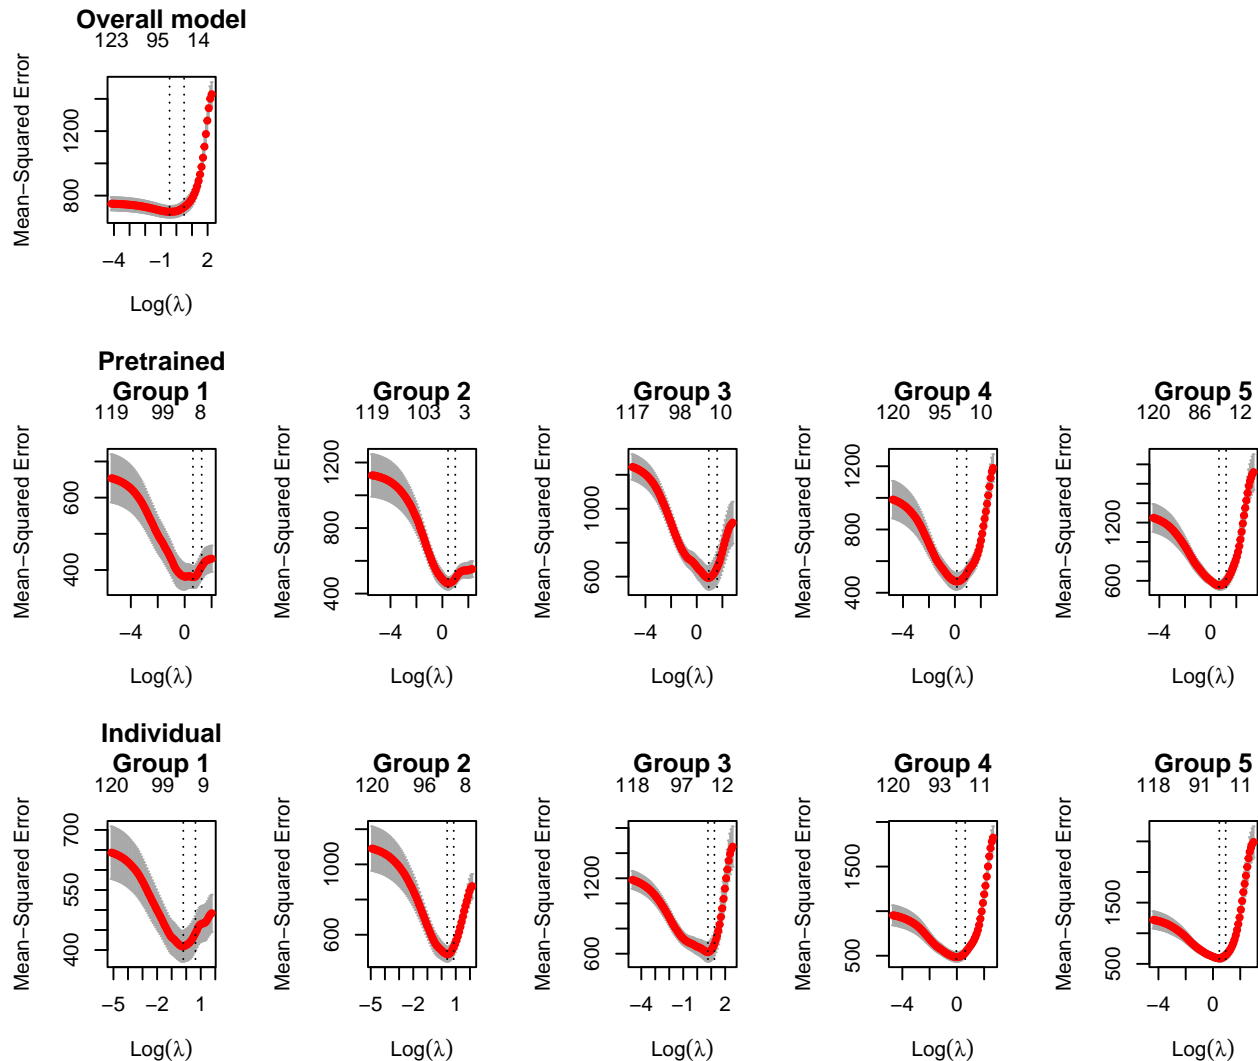 Overall model
123 95 14
Mean−Squared Error
800 1200
−4 −1 2
Log(λ)
Pretrained
Group 1
119 99 8
Mean−Squared Error
400 600
−4 0
Log(λ)
Group 2
119 103 3
Mean−Squared Error
400 800 1200
−4 0
Log(λ)
Group 3
117 98 10
Mean−Squared Error
600 1000
−4 0
Log(λ)
Group 4
120 95 10
Mean−Squared Error
400 800 1200
−4 0
Log(λ)
Group 5
120 86 12
Mean−Squared Error
600 1200
−4 0
Log(λ)
Individual
Group 1
120 99 9
Mean−Squared Error
400 550 700
−5 −2 1
Log(λ)
Group 2
120 96 8
Mean−Squared Error
600 1000
−5 −2 1
Log(λ)
Group 3
118 97 12
Mean−Squared Error
600 1200
−4 −1 2
Log(λ)
Group 4
120 93 11
Mean−Squared Error
500 1500
−4 0
Log(λ)
Group 5
118 91 11
Mean−Squared Error
500 1500
−4 0
Log(λ)